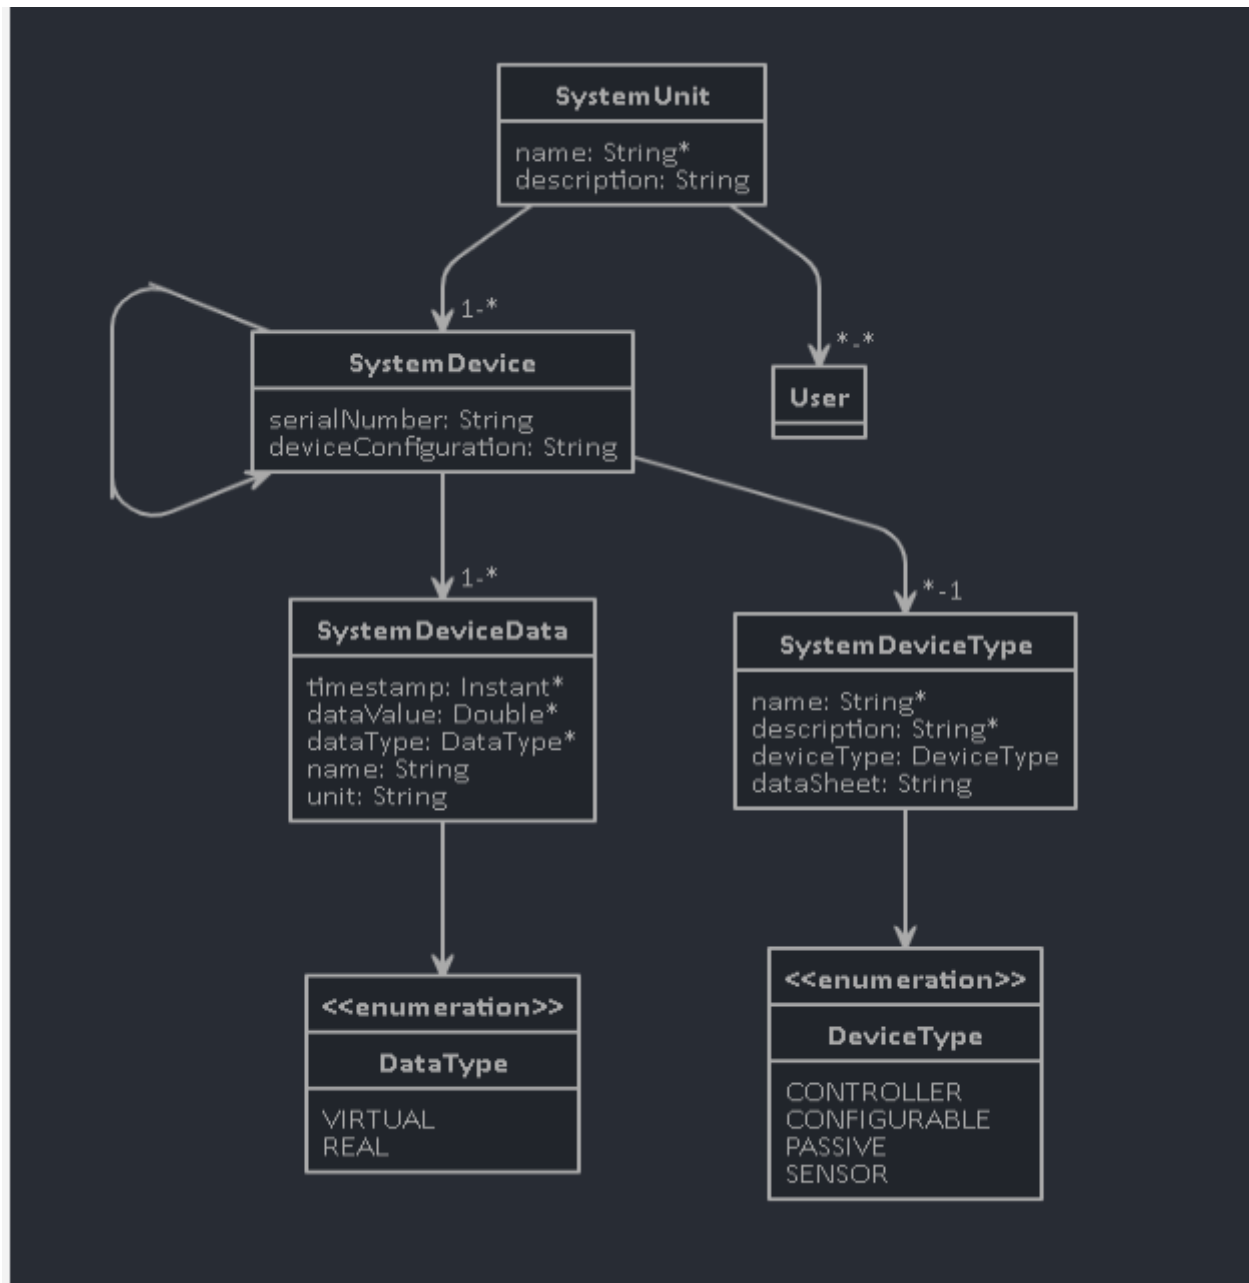 SystemUnit
name: String*
description: String
1-*
*-*
SystemDevice
serialNumber: String
deviceConfiguration: String
User
1-*
*-1
SystemDeviceData
timestamp: Instant*
dataValue: Double*
dataType: DataType*
name: String
unit: String
SystemDeviceType
name: String*
description: String*
deviceType: DeviceType
dataSheet: String
<<enumeration>>
DataType
VIRTUAL
REAL
<<enumeration>>
DeviceType
CONTROLLER
CONFIGURABLE
PASSIVE
SENSOR